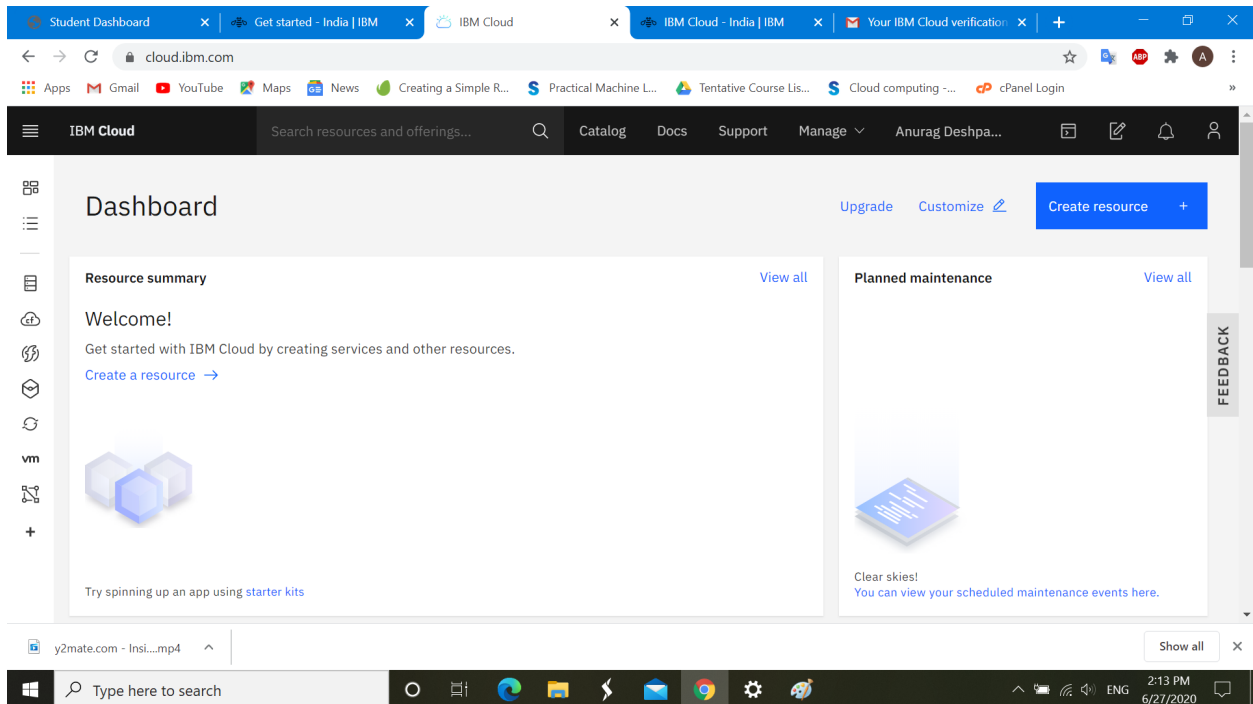 Student Dashboard
Get started - India | IBM
IBM Cloud
IBM Cloud - India | IBM
Your IBM Cloud verification
cloud.ibm.com
ABP
A
Apps
Gmail
YouTube
Maps
GE
News
Creating a Simple R...
Practical Machine L...
Tentative Course Lis...
Cloud computing -...
cPanel Login
»
IBM Cloud
Search resources and offerings...
Catalog
Docs
Support
Manage
Anurag Deshpa...
Dashboard
Upgrade
Customize
Create resource +
Resource summary
View all
Planned maintenance
View all
Welcome!
Get started with IBM Cloud by creating services and other resources.
Create a resource →
cf
vm
+
FEEDBACK
Try spinning up an app using starter kits
Clear skies!
You can view your scheduled maintenance events here.
y2mate.com - Insi....mp4
Show all
Type here to search
ENG
2:13 PM
6/27/2020